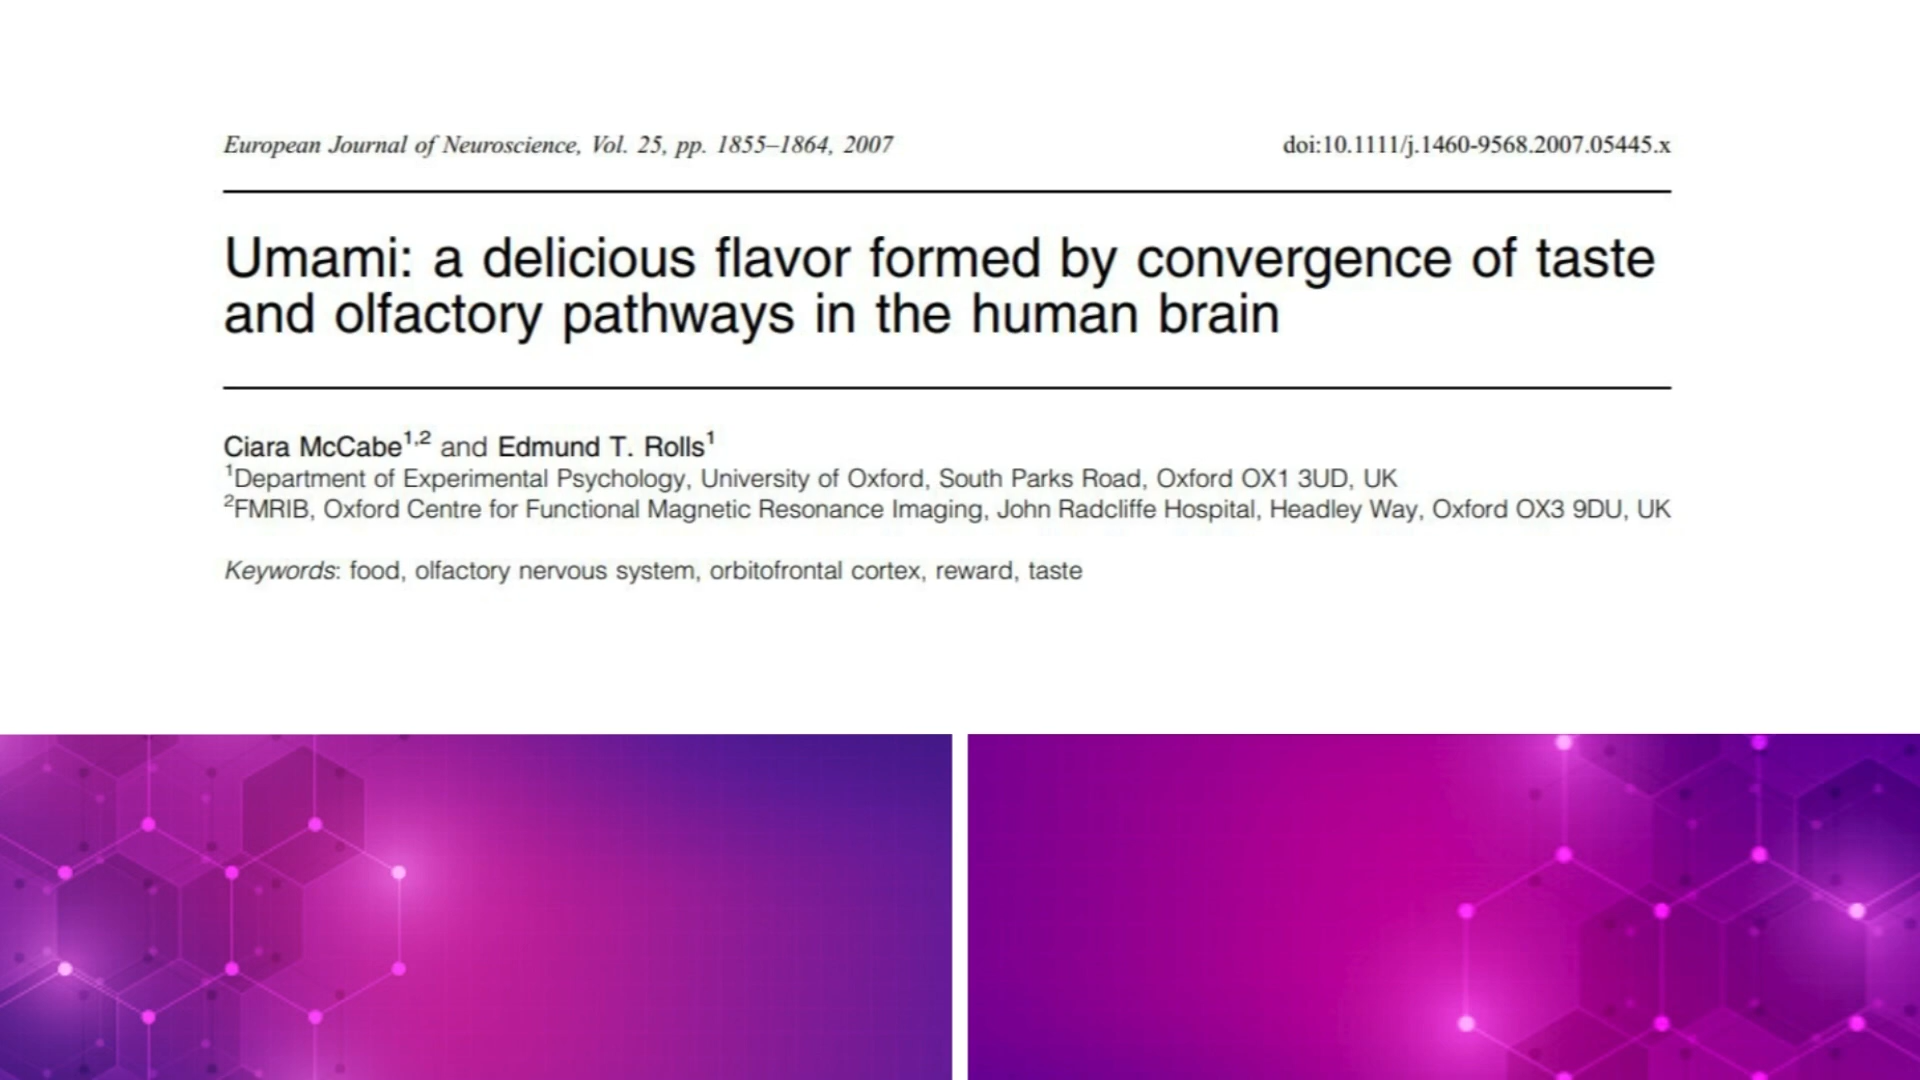 European Journal of Neuroscience, Vol. 25, pp. 1855–1864, 2007 doi:10.1111/j.1460-9568.2007.05445.x
Umami: a delicious flavor formed by convergence of taste
and olfactory pathways in the human brain
Ciara McCabe1,2 and Edmund T. Rolls1
1Department of Experimental Psychology, University of Oxford, South Parks Road, Oxford OX1 3UD, UK
2FMRIB, Oxford Centre for Functional Magnetic Resonance Imaging, John Radcliffe Hospital, Headley Way, Oxford OX3 9DU, UK
Keywords: food, olfactory nervous system, orbitofrontal cortex, reward, taste